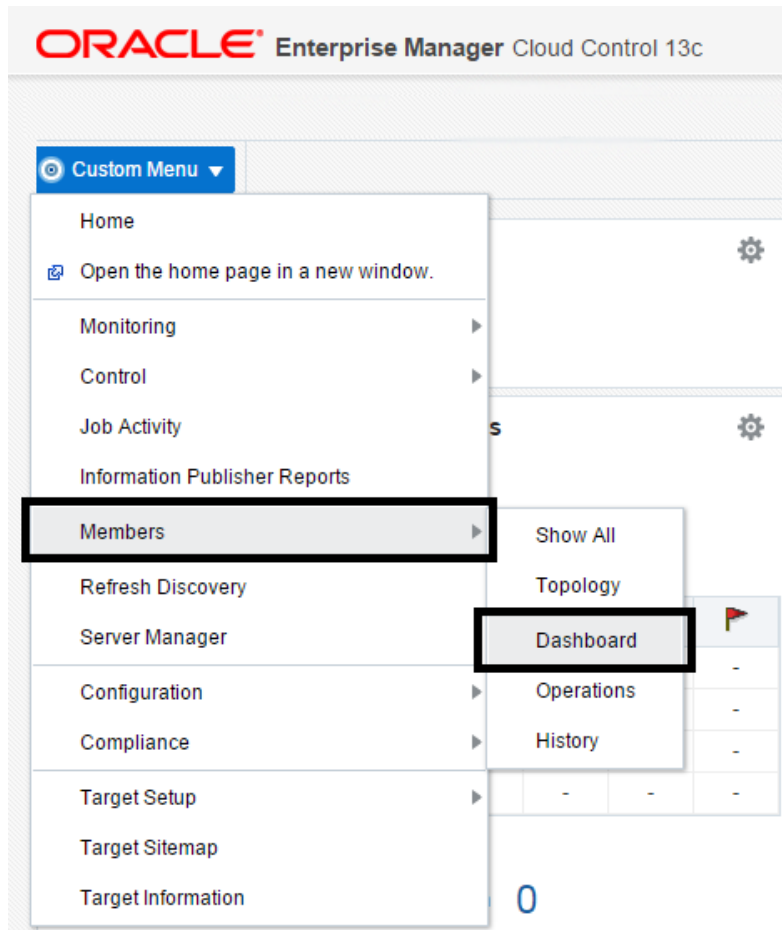 ORACLE Enterprise Manager Cloud Control 13c
Custom Menu
Home
Open the home page in a new window.
Monitoring
Control
Job Activity
s
Information Publisher Reports
Members
Show All
Refresh Discovery
Topology
Server Manager
Dashboard
-
Configuration
Operations
-
Compliance
History
-
Target Setup
- - -
Target Sitemap
Target Information
0